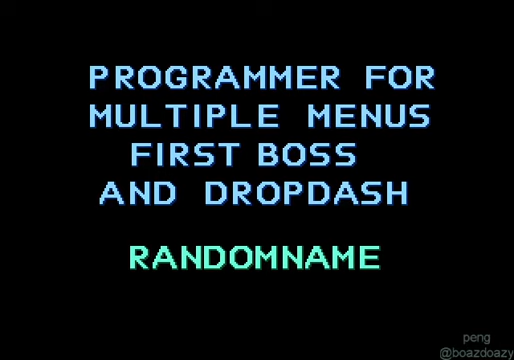 PROGRAMMER FOR
MULTIPLE MENUS
FIRST BOSS
AND DROPDASH
RANDOMNAME
peng
@boazdoazy